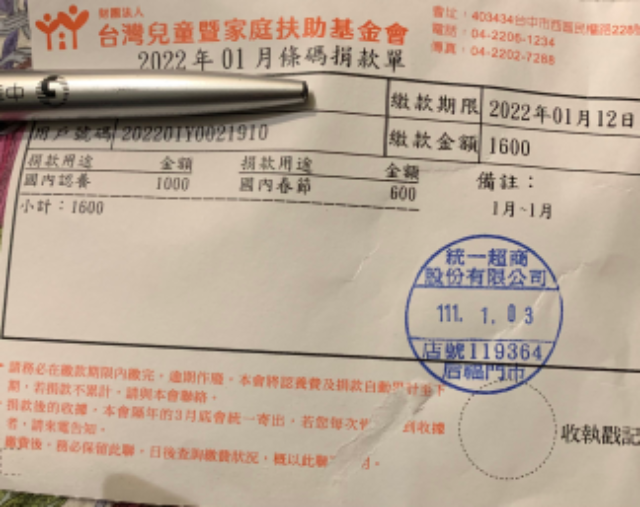 財團法人
台灣兒童暨家庭扶助基金會
會址：403434台中市西區民權路228號
電話：04-2206-1234
傳真：04-2202-7288
2022年01月條碼捐款單
中
繳款期限 2022年01月12日
用戶號碼 202201Y0021910
繳款金額 1600
捐款用途 金額 捐款用途 金額
國內認養 1000 國內春節 600
小計：1600
備註：
1月~1月
統一超商
股份有限公司
111. 1. 03
店號119364
后龍門市
請務必在繳款期限內繳完，逾期作廢。本會將認養費及捐款自動累計至下
期，若捐款不累計，請與本會聯絡。
捐款後的收據，本會隔年的3月底會統一寄出，若您每次 到收據
者，請來電告知。
繳費後，務必保留此聯，日後查詢繳費狀況，概以此聯 。
收執戳記